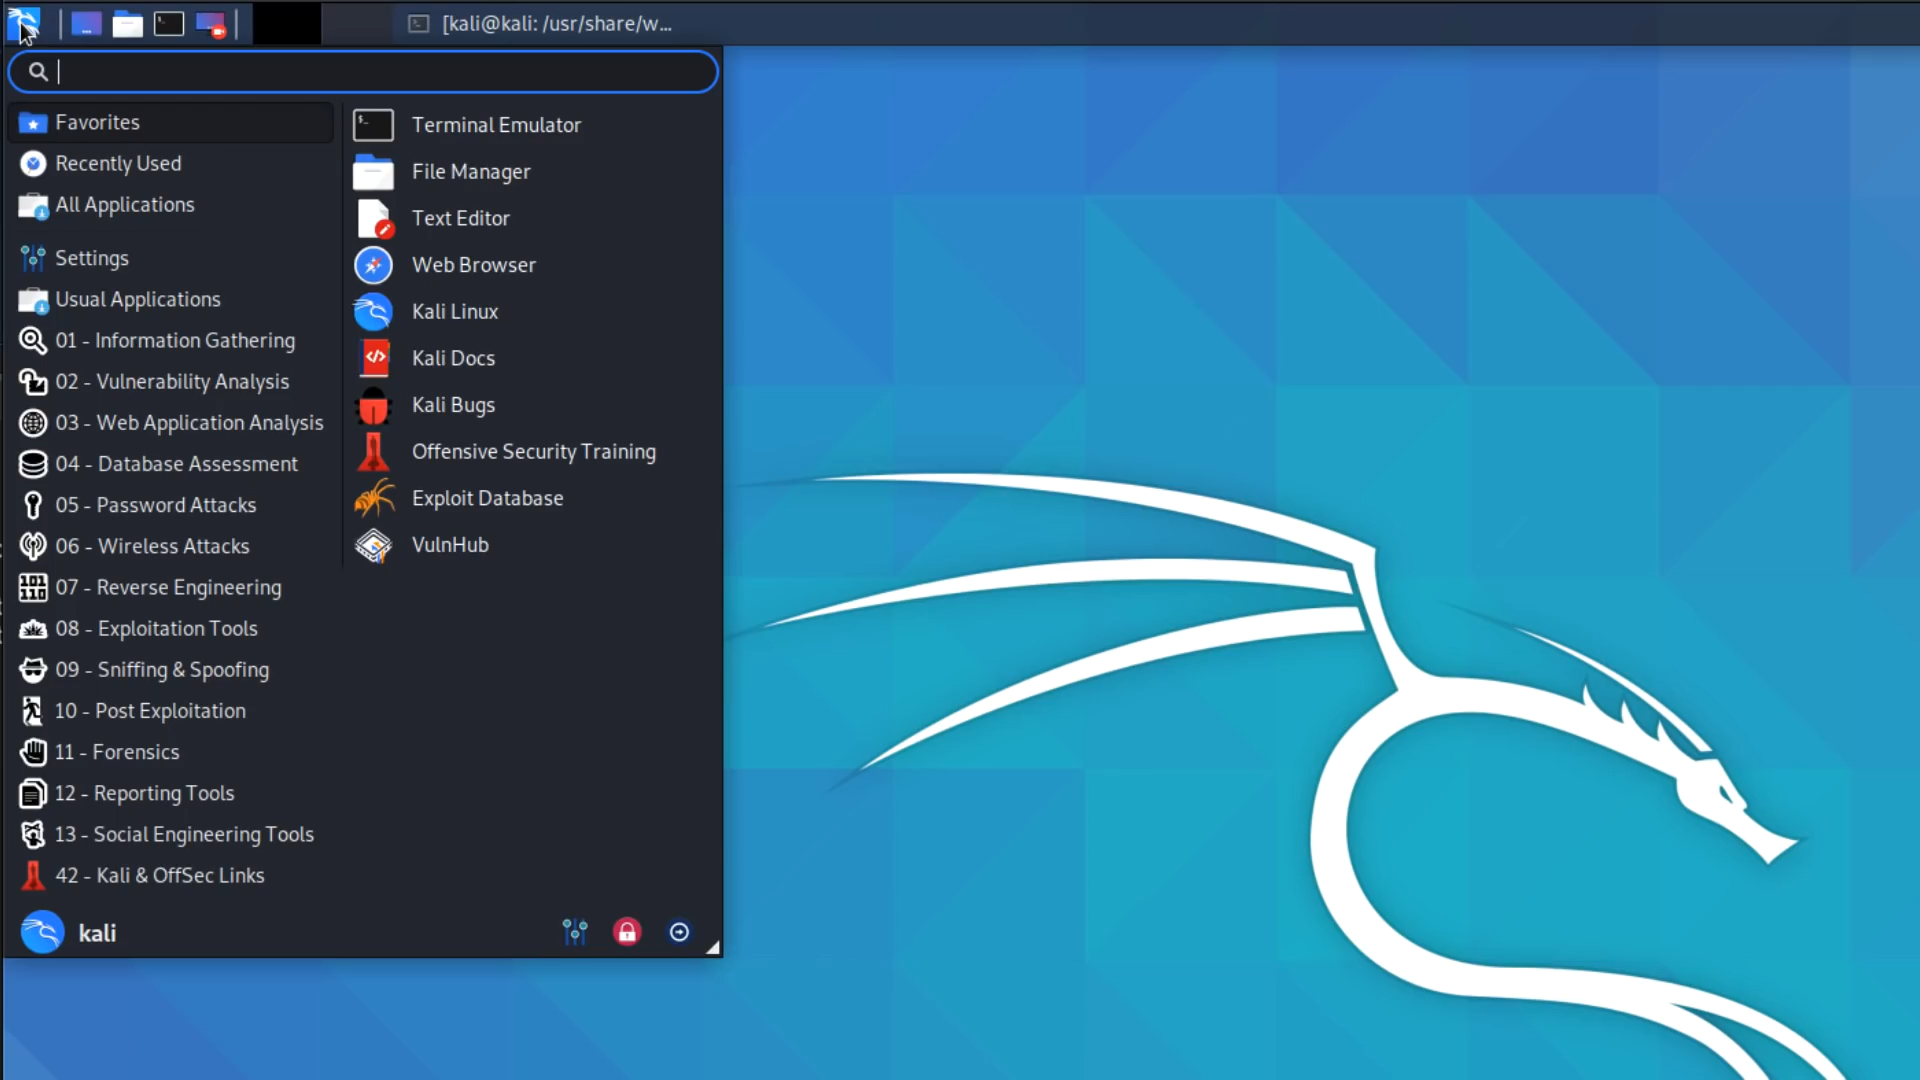 [kali@kali: /usr/share/w...
Favorites
Recently Used
All Applications
Settings
Usual Applications
01 - Information Gathering
02 - Vulnerability Analysis
03 - Web Application Analysis
04 - Database Assessment
05 - Password Attacks
06 - Wireless Attacks
07 - Reverse Engineering
08 - Exploitation Tools
09 - Sniffing & Spoofing
10 - Post Exploitation
11 - Forensics
12 - Reporting Tools
13 - Social Engineering Tools
42 - Kali & OffSec Links
Terminal Emulator
File Manager
Text Editor
Web Browser
Kali Linux
Kali Docs
Kali Bugs
Offensive Security Training
Exploit Database
VulnHub
kali